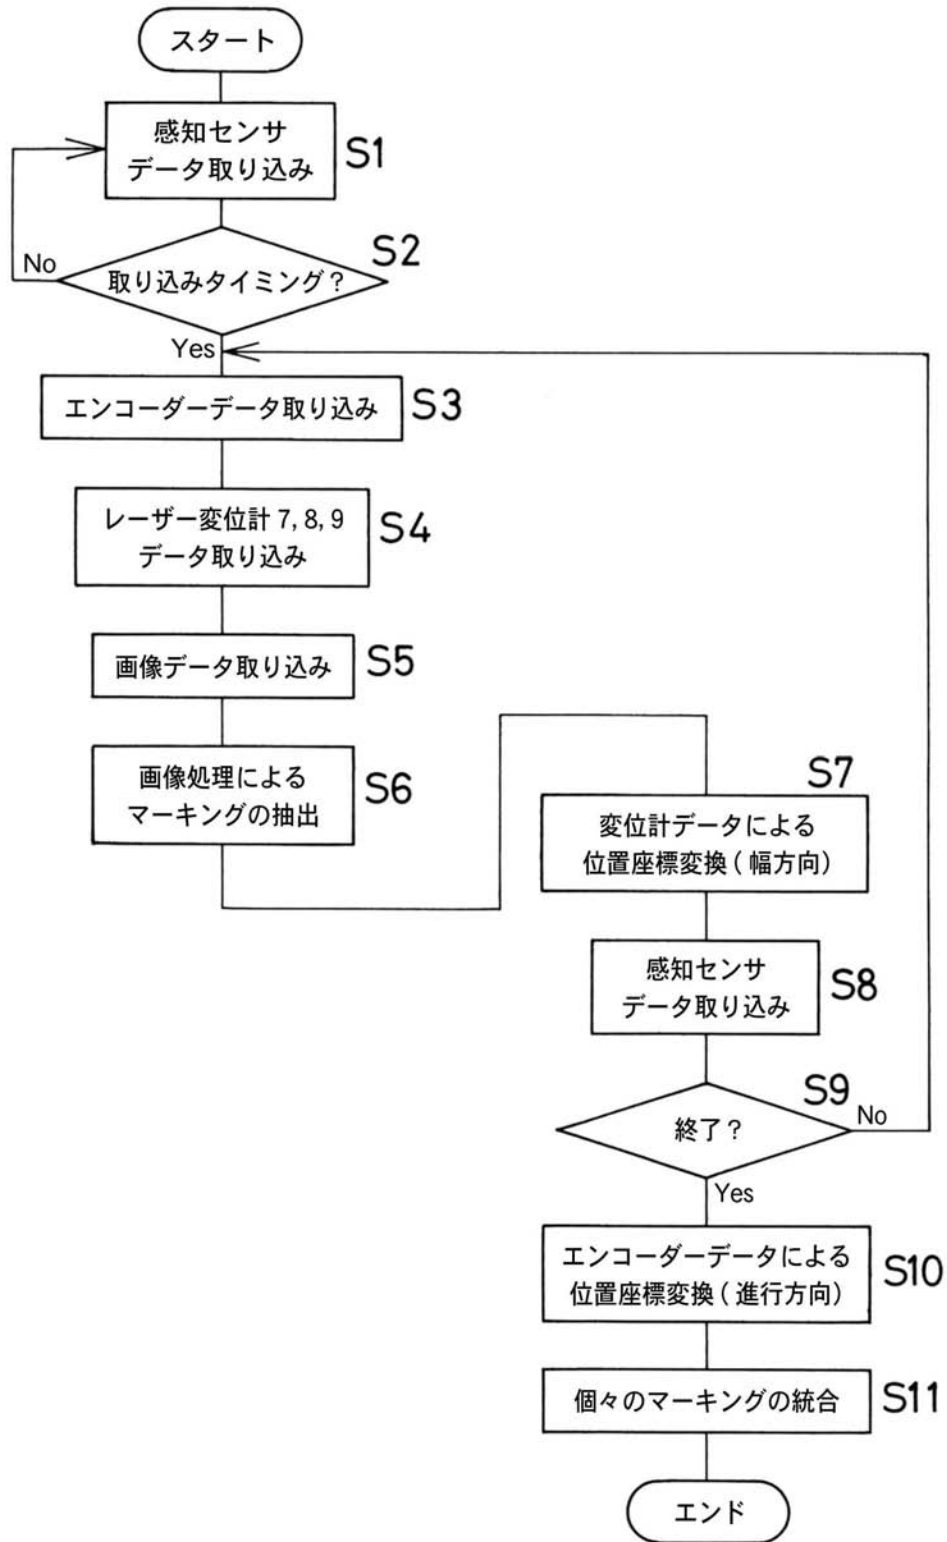 スタート
感知センサ
データ取り込み
S1
S2
取り込みタイミング?
No
Yes
エンコーダーデータ取り込み
S3
レーザー変位計 7, 8, 9
データ取り込み
S4
画像データ取り込み
S5
画像処理による
マーキングの抽出
S6
S7
変位計データによる
位置座標変換 ( 幅方向)
感知センサ
データ取り込み
S8
S9
終了?
No
Yes
エンコーダーデータによる
位置座標変換 ( 進行方向)
S10
個々のマーキングの統合
S11
エンド